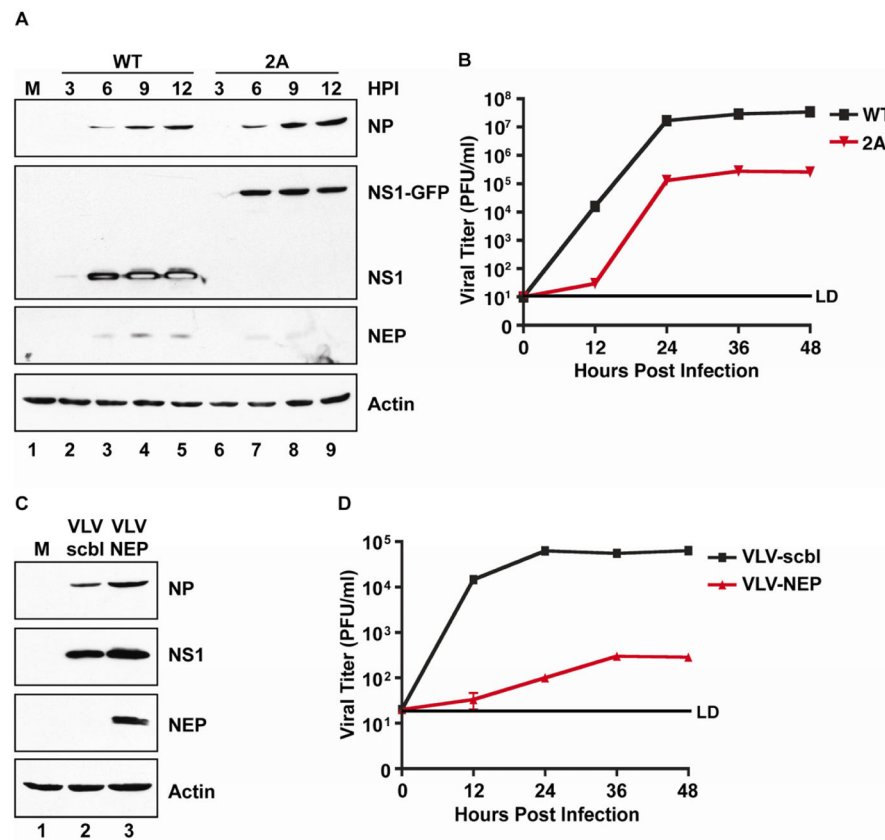 A
WT 2A
M 3 6 9 12 3 6 9 12 HPI
NP
NS1-GFP
NS1
NEP
Actin
1 2 3 4 5 6 7 8 9
B
Viral Titer (PFU/ml)
10⁸
10⁷
10⁶
10⁵
10⁴
10³
10²
10¹
0
LD
WT
2A
0 12 24 36 48
Hours Post Infection
C
VLV VLV
M scbl NEP
NP
NS1
NEP
Actin
1 2 3
D
Viral Titer (PFU/ml)
10⁵
10⁴
10³
10²
10¹
0
LD
VLV-scbl
VLV-NEP
0 12 24 36 48
Hours Post Infection